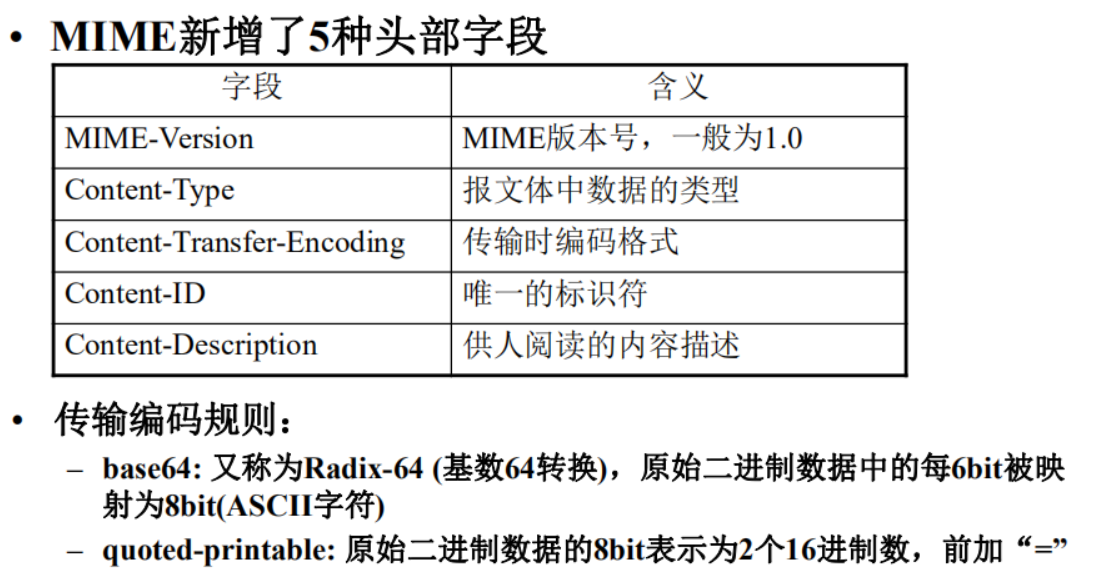 • MIME新增了5种头部字段
字段 含义
MIME-Version MIME版本号，一般为1.0
Content-Type 报文体中数据的类型
Content-Transfer-Encoding 传输时编码格式
Content-ID 唯一的标识符
Content-Description 供人阅读的内容描述
• 传输编码规则：
– base64: 又称为Radix-64 (基数64转换)，原始二进制数据中的每6bit被映
射为8bit(ASCII字符)
– quoted-printable: 原始二进制数据的8bit表示为2个16进制数，前加“=”